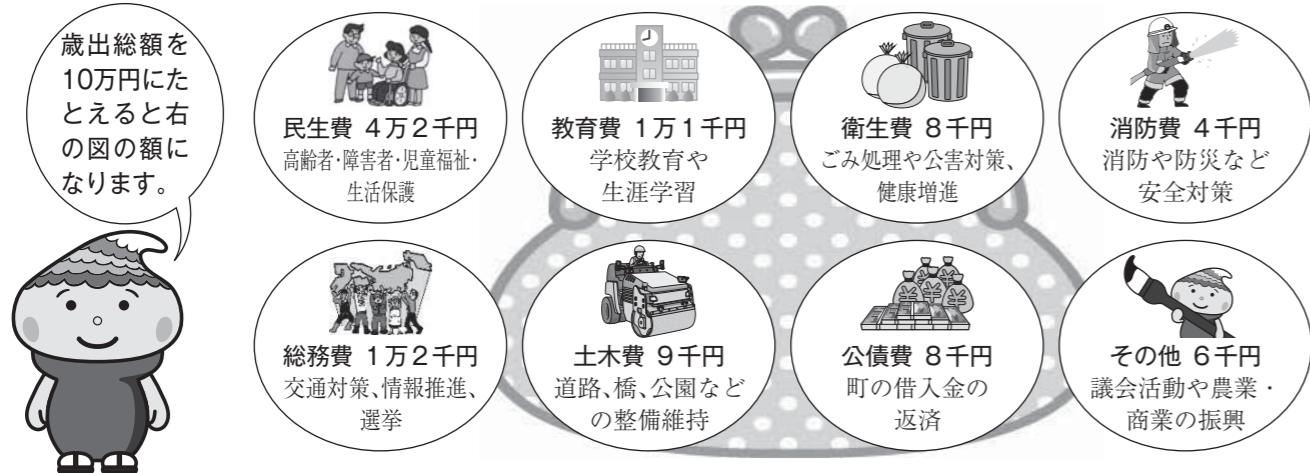 歳出総額を
10万円にた
とえると右
の図の額に
なります。
民生費 4万2千円
高齢者・障害者・児童福祉・
生活保護
教育費 1万1千円
学校教育や
生涯学習
衛生費 8千円
ごみ処理や公害対策、
健康増進
消防費 4千円
消防や防災など
安全対策
総務費 1万2千円
交通対策、情報推進、
選挙
土木費 9千円
道路、橋、公園など
の整備維持
公債費 8千円
町の借入金の
返済
その他 6千円
議会活動や農業・
商業の振興